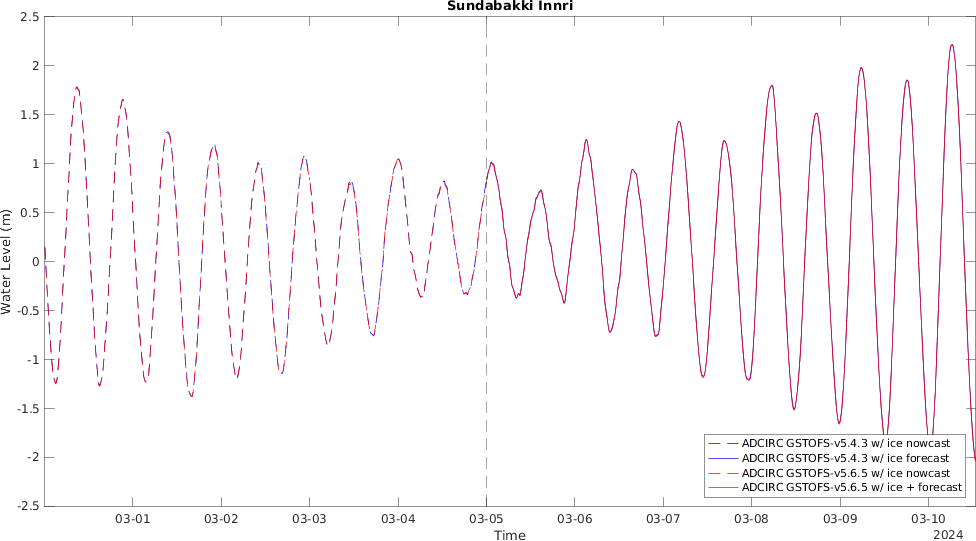 Sundabakki Innri
2.5
2
1.5
1
0.5
0
-0.5
-1
-1.5
-2
-2.5
Water Level (m)
03-01 03-02 03-03 03-04 03-05 03-06 03-07 03-08 03-09 03-10
Time
2024
ADCIRC GSTOFS-v5.4.3 w/ ice nowcast
ADCIRC GSTOFS-v5.4.3 w/ ice forecast
ADCIRC GSTOFS-v5.6.5 w/ ice nowcast
ADCIRC GSTOFS-v5.6.5 w/ ice + forecast